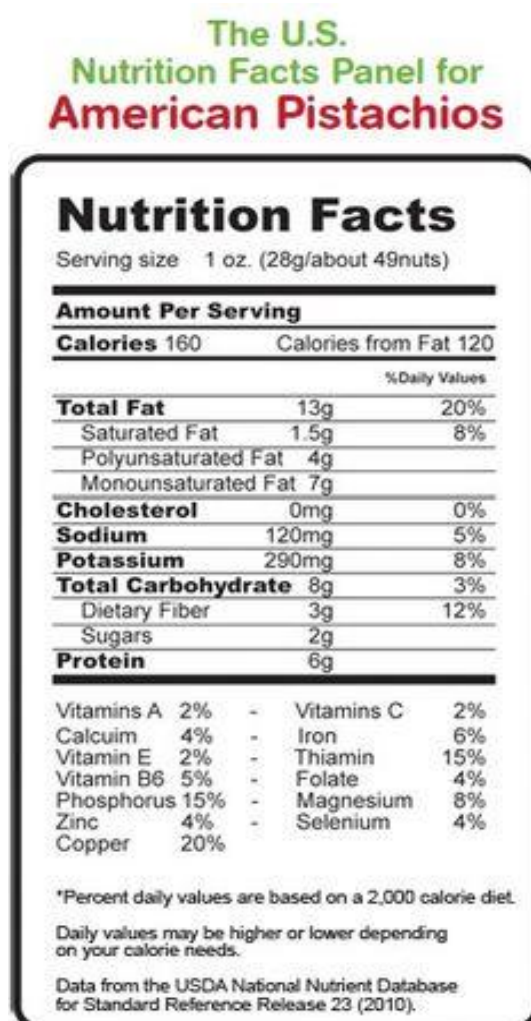 The U.S.
Nutrition Facts Panel for
American Pistachios
Nutrition Facts
Serving size 1 oz. (28g/about 49nuts)
Amount Per Serving
Calories 160 Calories from Fat 120
%Daily Values
Total Fat 13g 20%
Saturated Fat 1.5g 8%
Polyunsaturated Fat 4g
Monounsaturated Fat 7g
Cholesterol 0mg 0%
Sodium 120mg 5%
Potassium 290mg 8%
Total Carbohydrate 8g 3%
Dietary Fiber 3g 12%
Sugars 2g
Protein 6g
Vitamins A 2% - Vitamins C 2%
Calcuim 4% - Iron 6%
Vitamin E 2% - Thiamin 15%
Vitamin B6 5% - Folate 4%
Phosphorus 15% - Magnesium 8%
Zinc 4% - Selenium 4%
Copper 20%
*Percent daily values are based on a 2,000 calorie diet.
Daily values may be higher or lower depending
on your calorie needs.
Data from the USDA National Nutrient Database
for Standard Reference Release 23 (2010).